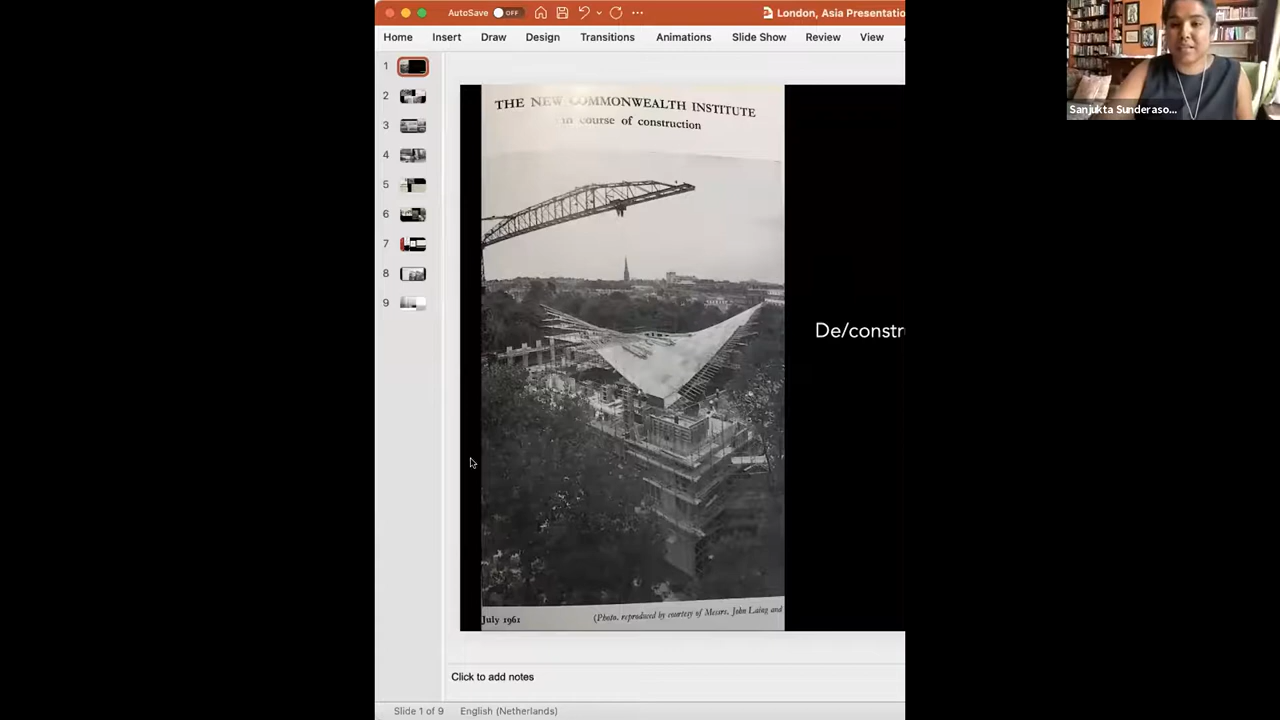 AutoSave OFF
London, Asia Presentatio
Home Insert Draw Design Transitions Animations Slide Show Review View
Sanjukta Sunderaso...
1
2
3
4
5
6
7
8
9
THE NEW COMMONWEALTH INSTITUTE
in course of construction
De/constr
July 1961
(Photo, reproduced by courtesy of Messrs. John Laing and
Click to add notes
Slide 1 of 9 English (Netherlands)